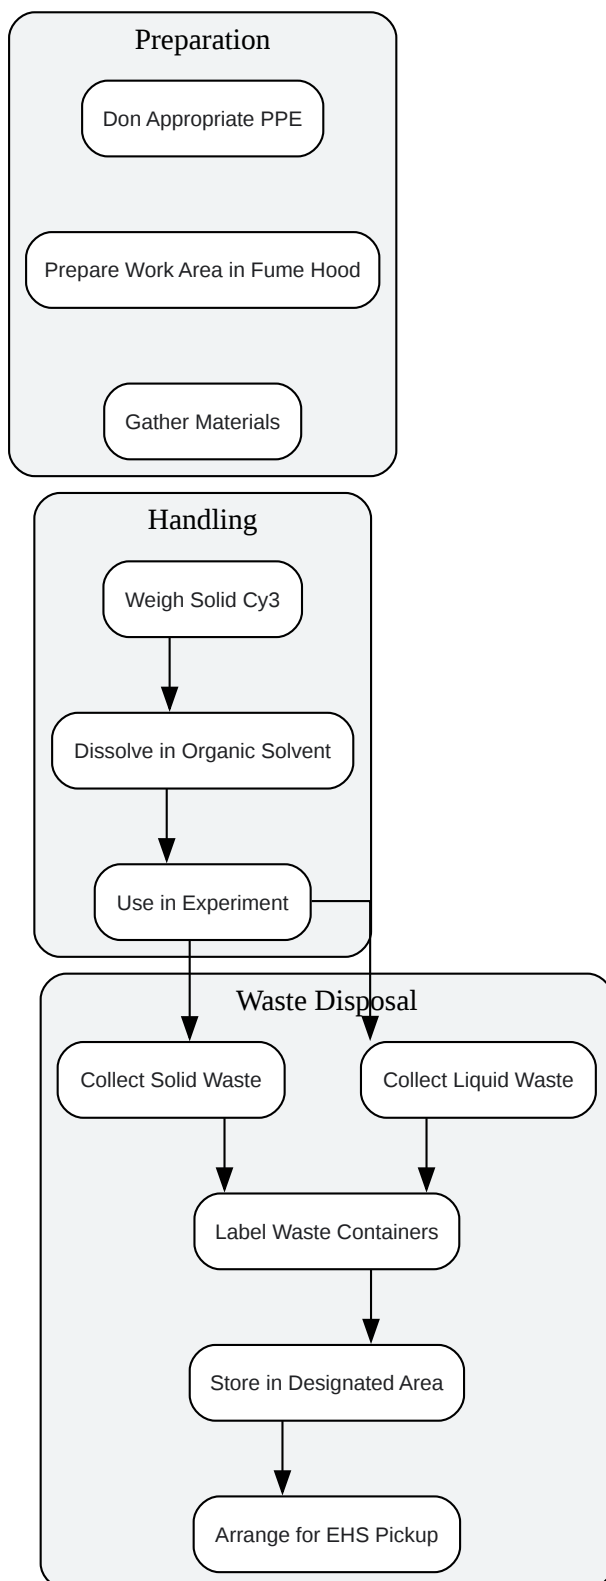 Preparation
Don Appropriate PPE
Prepare Work Area in Fume Hood
Gather Materials
Handling
Weigh Solid Cy3
Dissolve in Organic Solvent
Use in Experiment
Waste Disposal
Collect Solid Waste
Collect Liquid Waste
Label Waste Containers
Store in Designated Area
Arrange for EHS Pickup